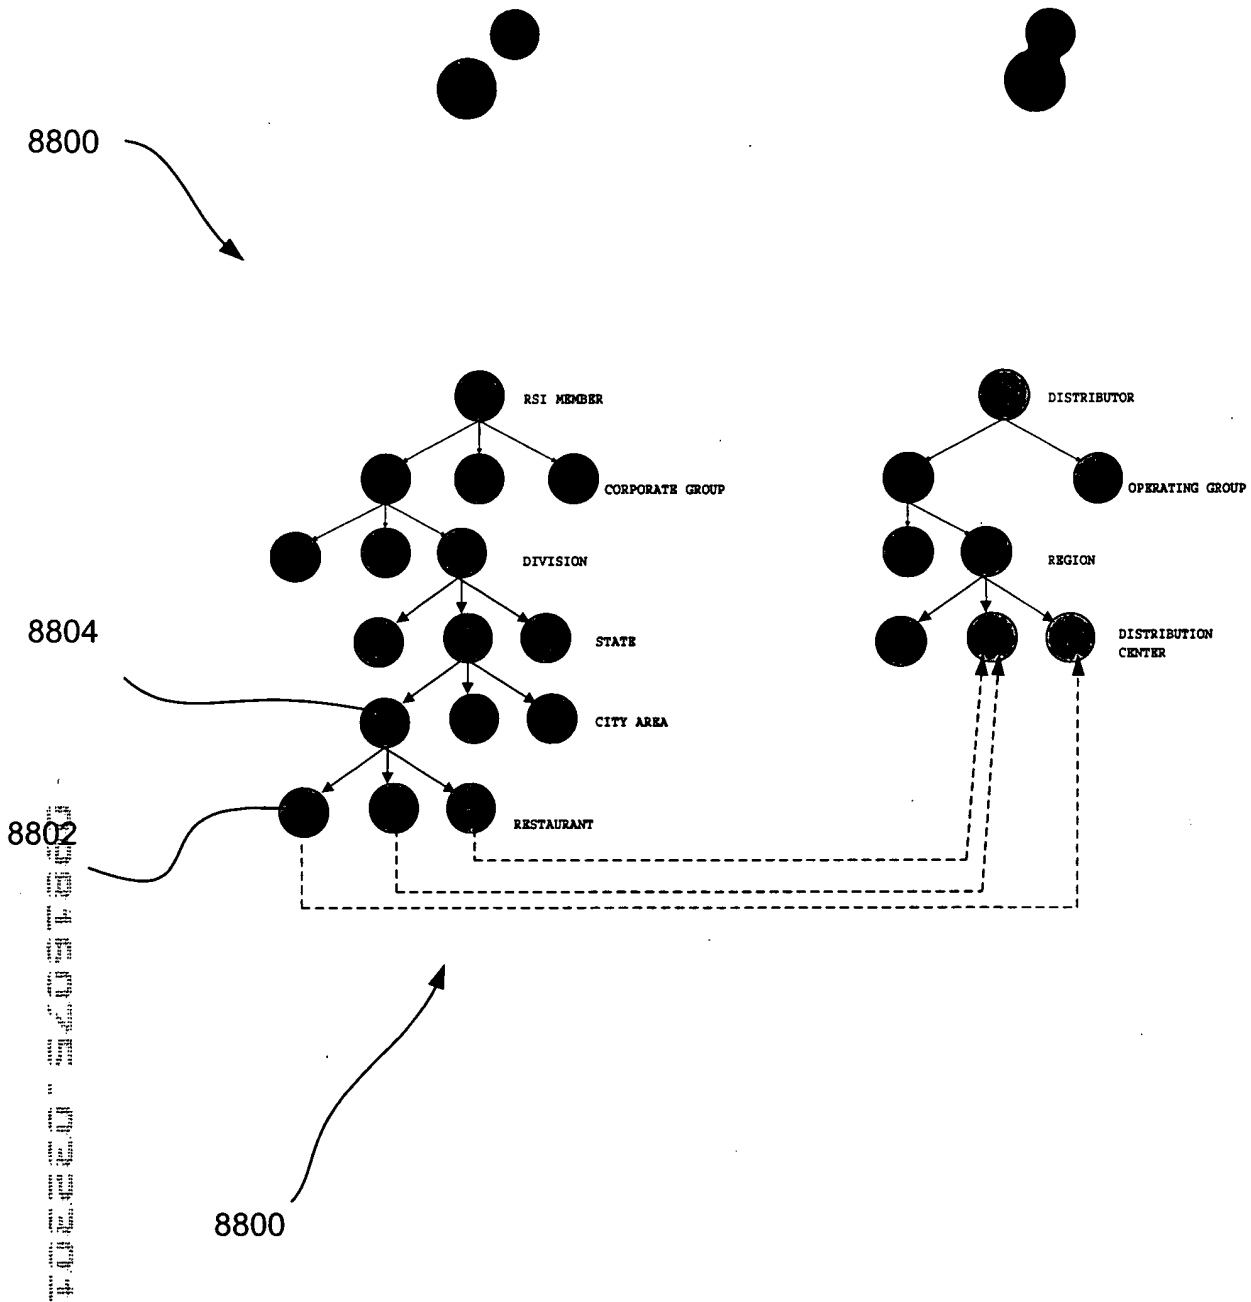 8800
RSI MEMBER
DISTRIBUTOR
CORPORATE GROUP
OPERATING GROUP
DIVISION
REGION
8804
STATE
DISTRIBUTION
CENTER
CITY AREA
8802
RESTAURANT
8800